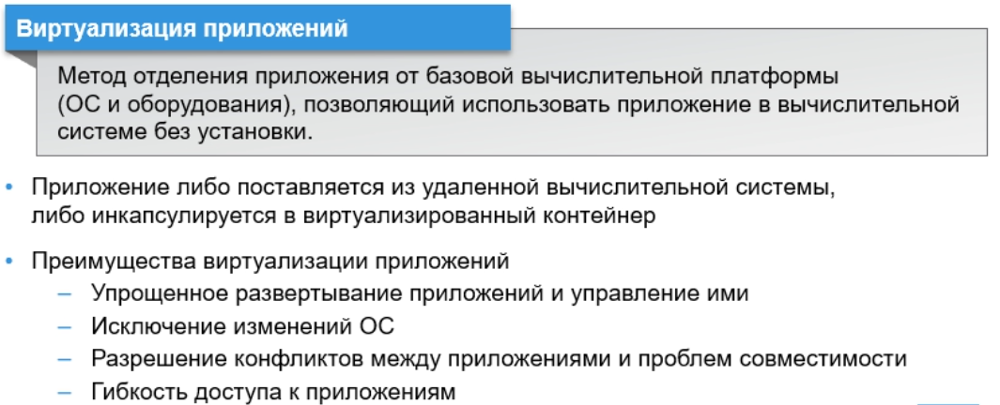 Виртуализация приложений
Метод отделения приложения от базовой вычислительной платформы
(ОС и оборудования), позволяющий использовать приложение в вычислительной
системе без установки.
• Приложение либо поставляется из удаленной вычислительной системы,
либо инкапсулируется в виртуализированный контейнер
• Преимущества виртуализации приложений
– Упрощенное развертывание приложений и управление ими
– Исключение изменений ОС
– Разрешение конфликтов между приложениями и проблем совместимости
– Гибкость доступа к приложениям